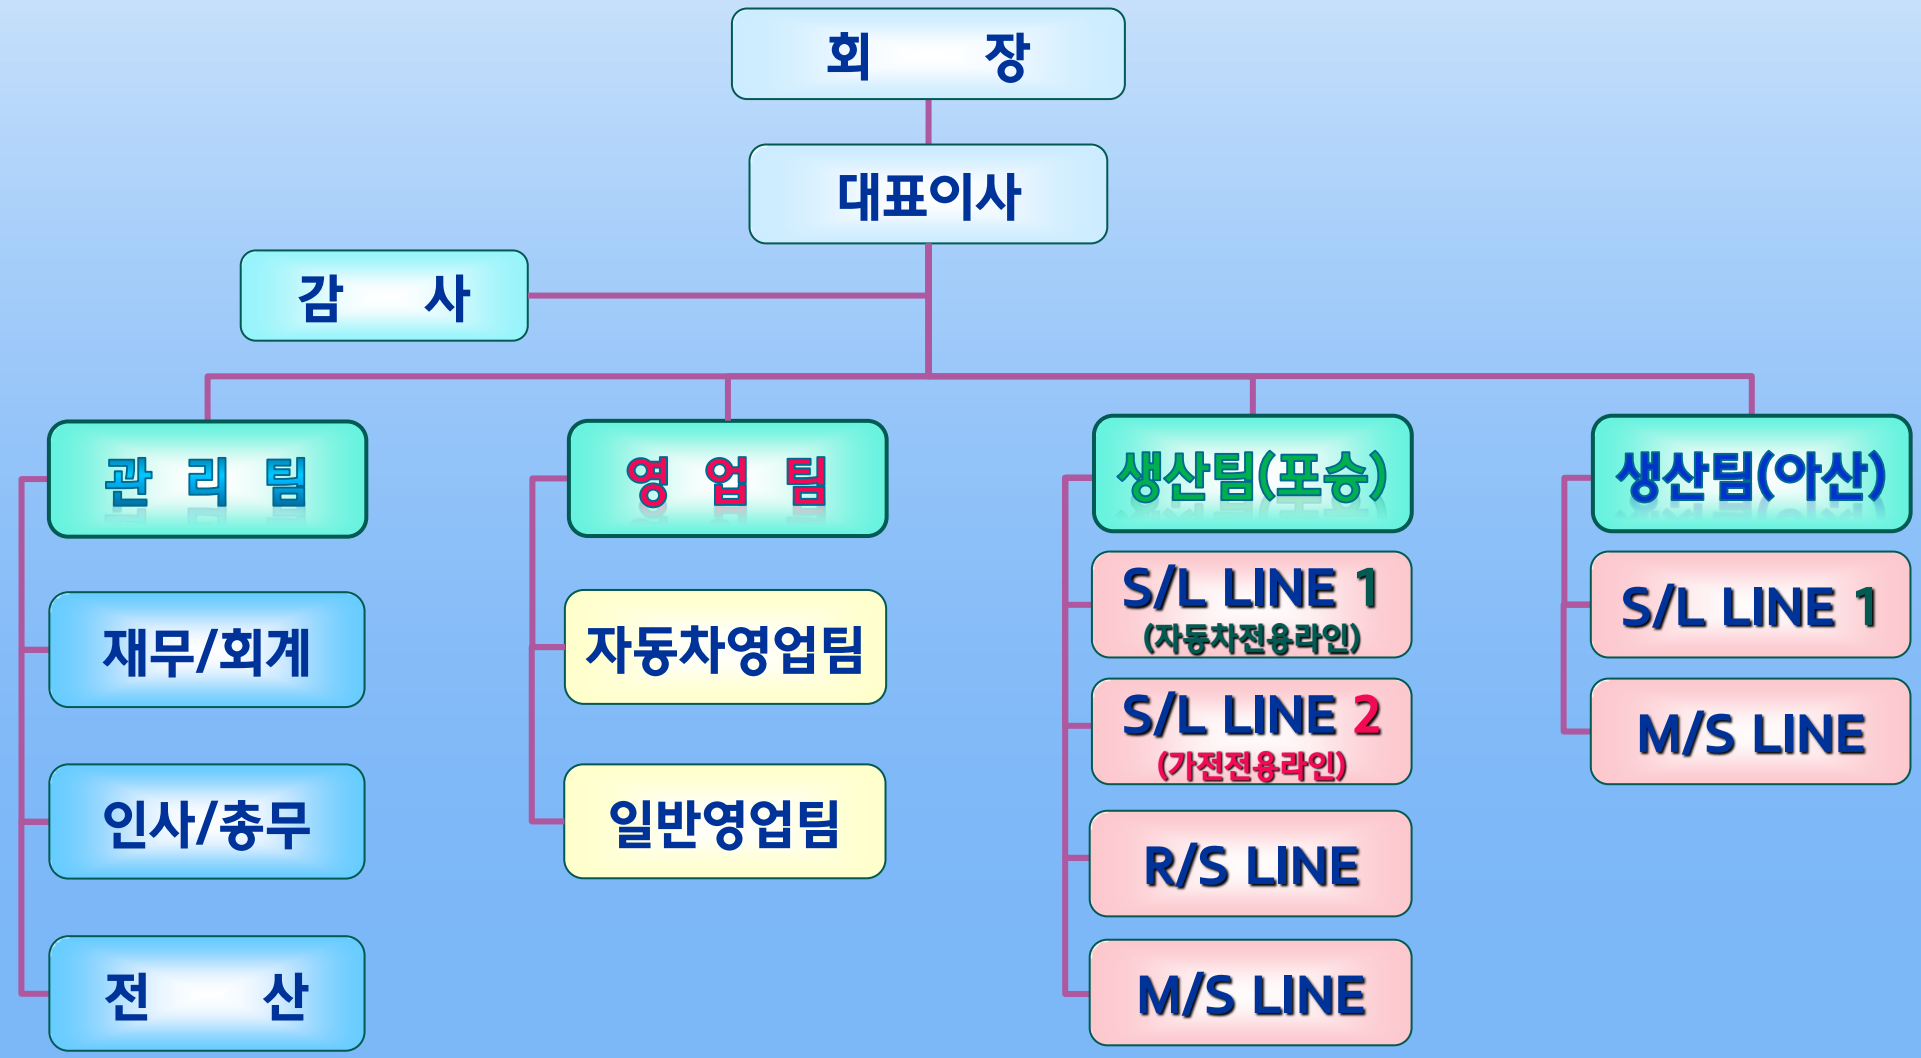 회 장
대표이사
감 사
관 리 팀
재무/회계
인사/총무
전 산
영 업 팀
자동차영업팀
일반영업팀
생산팀(포승)
S/L LINE 1
(자동차전용라인)
S/L LINE 2
(가전전용라인)
R/S LINE
M/S LINE
생산팀(아산)
S/L LINE 1
M/S LINE